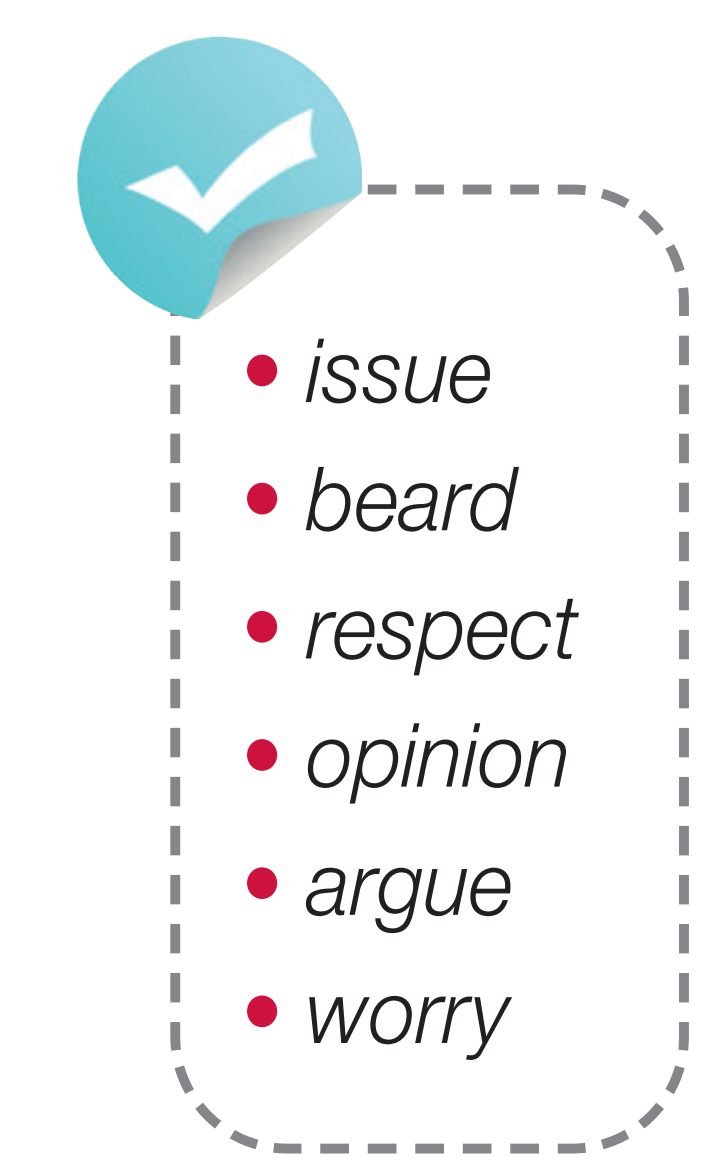 • issue
• beard
• respect
• opinion
• argue
• worry